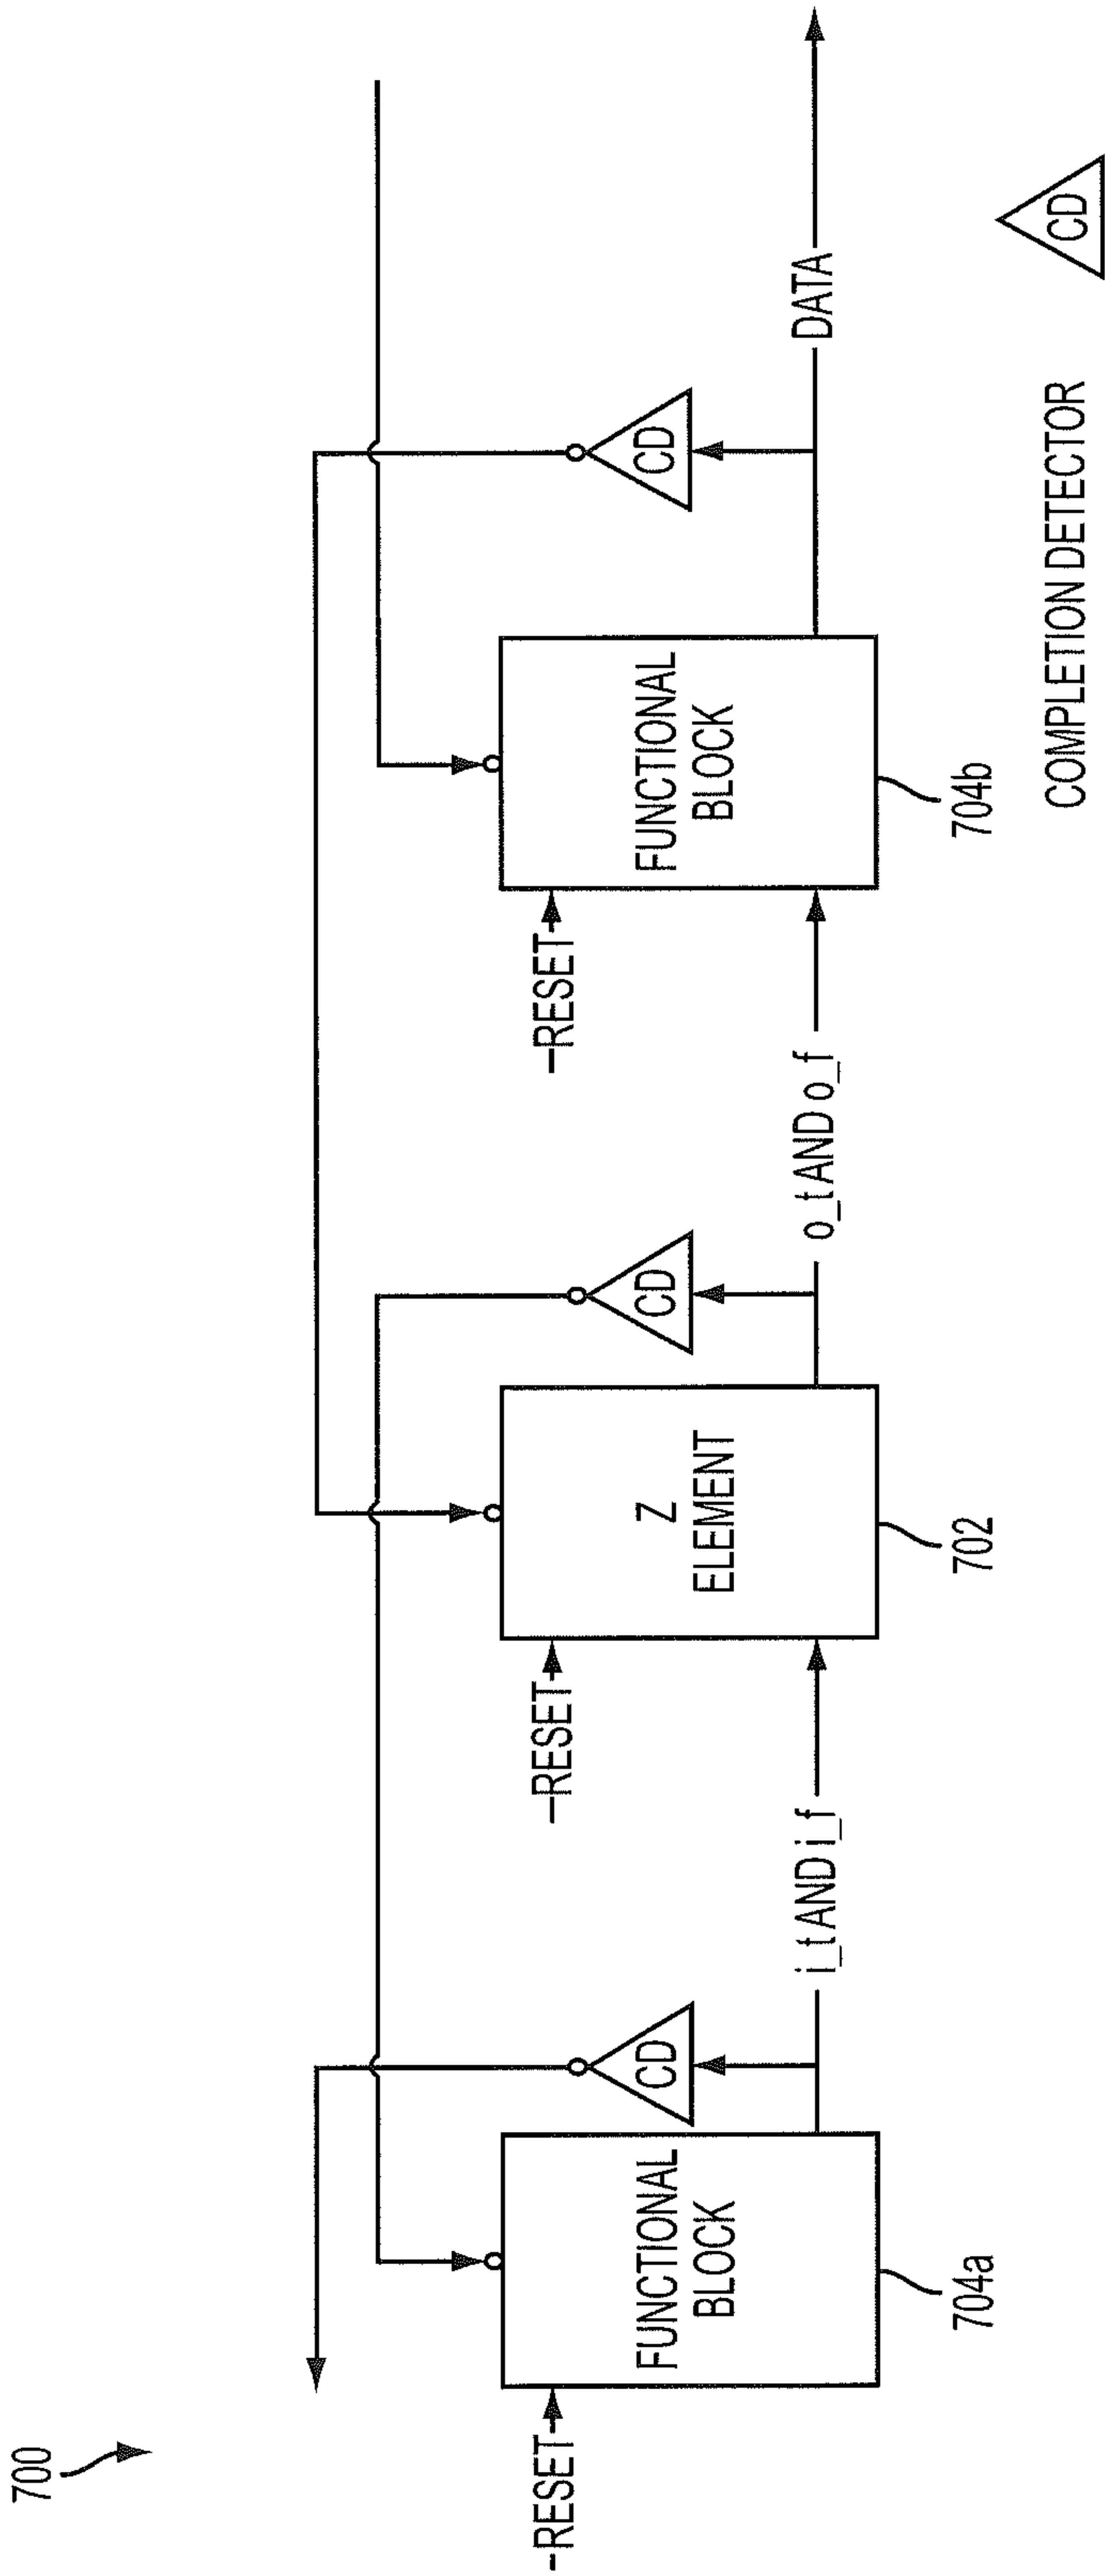 700
-RESET-
FUNCTIONAL
BLOCK
704a
CD
i_t AND i_f
-RESET-
Z
ELEMENT
702
CD
o_t AND o_f
-RESET-
FUNCTIONAL
BLOCK
704b
CD
DATA
COMPLETION DETECTOR
CD